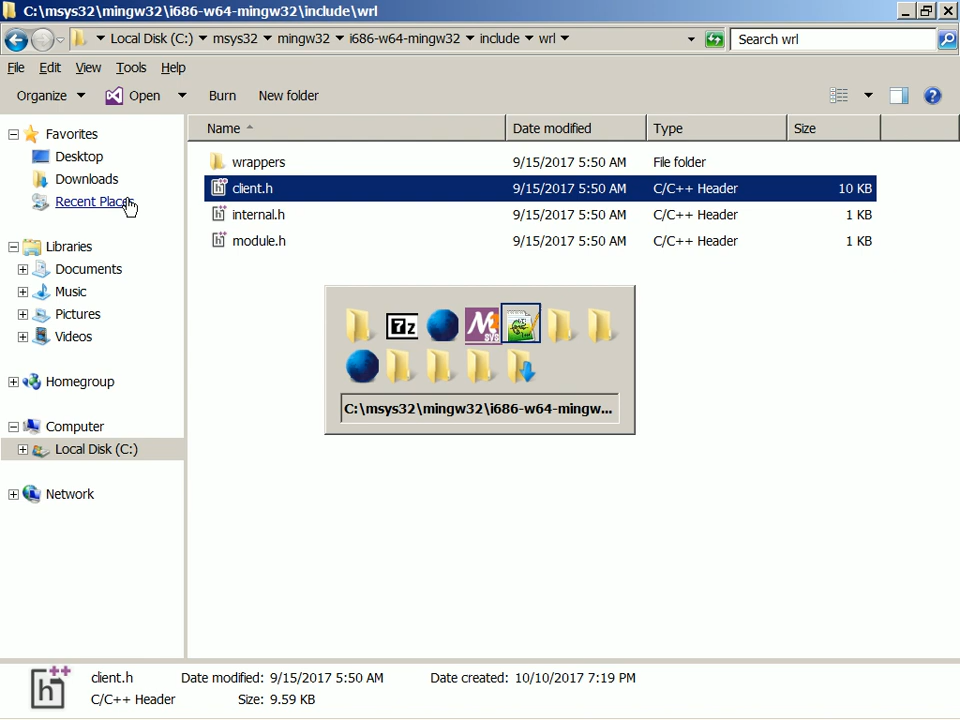 C:\msys32\mingw32\i686-w64-mingw32\include\wrl
Local Disk (C:) msys32 mingw32 i686-w64-mingw32 include wrl Search wrl
File Edit View Tools Help
Organize Open Burn New folder
Name Date modified Type Size
Favorites
Desktop
Downloads
Recent Places
Libraries
Documents
Music
Pictures
Videos
Homegroup
Computer
Local Disk (C:)
Network
wrappers 9/15/2017 5:50 AM File folder
client.h 9/15/2017 5:50 AM C/C++ Header 10 KB
internal.h 9/15/2017 5:50 AM C/C++ Header 1 KB
module.h 9/15/2017 5:50 AM C/C++ Header 1 KB
7z
M
sys
C:\msys32\mingw32\i686-w64-mingw...
h++
client.h Date modified: 9/15/2017 5:50 AM Date created: 10/10/2017 7:19 PM
C/C++ Header Size: 9.59 KB